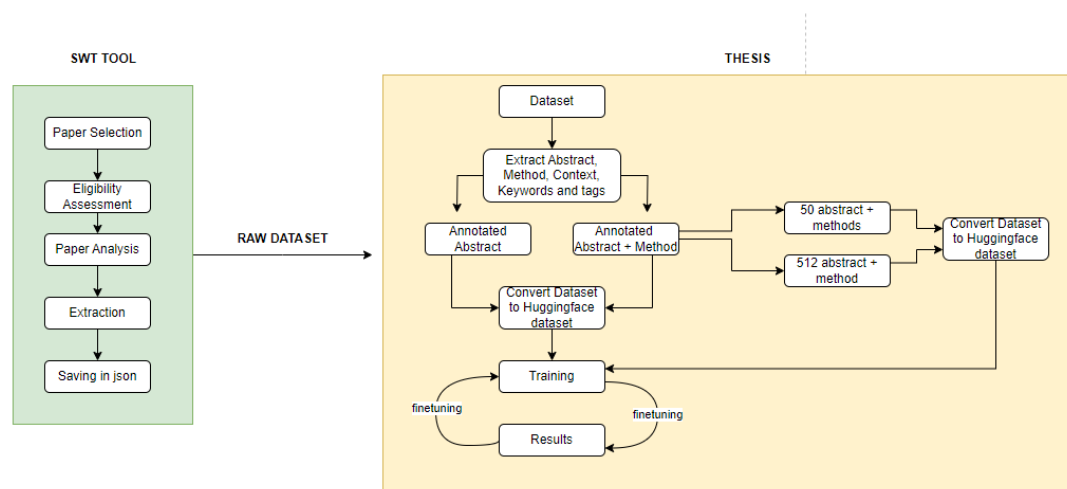 SWT TOOL
THESIS
Paper Selection
Eligibility
Assessment
Paper Analysis
Extraction
Saving in json
RAW DATASET
Dataset
Extract Abstract,
Method, Context,
Keywords and tags
Annotated
Abstract
Annotated
Abstract + Method
50 abstract +
methods
512 abstract +
method
Convert Dataset
to Huggingface
dataset
Convert Dataset
to Huggingface
dataset
Training
finetuning
finetuning
Results